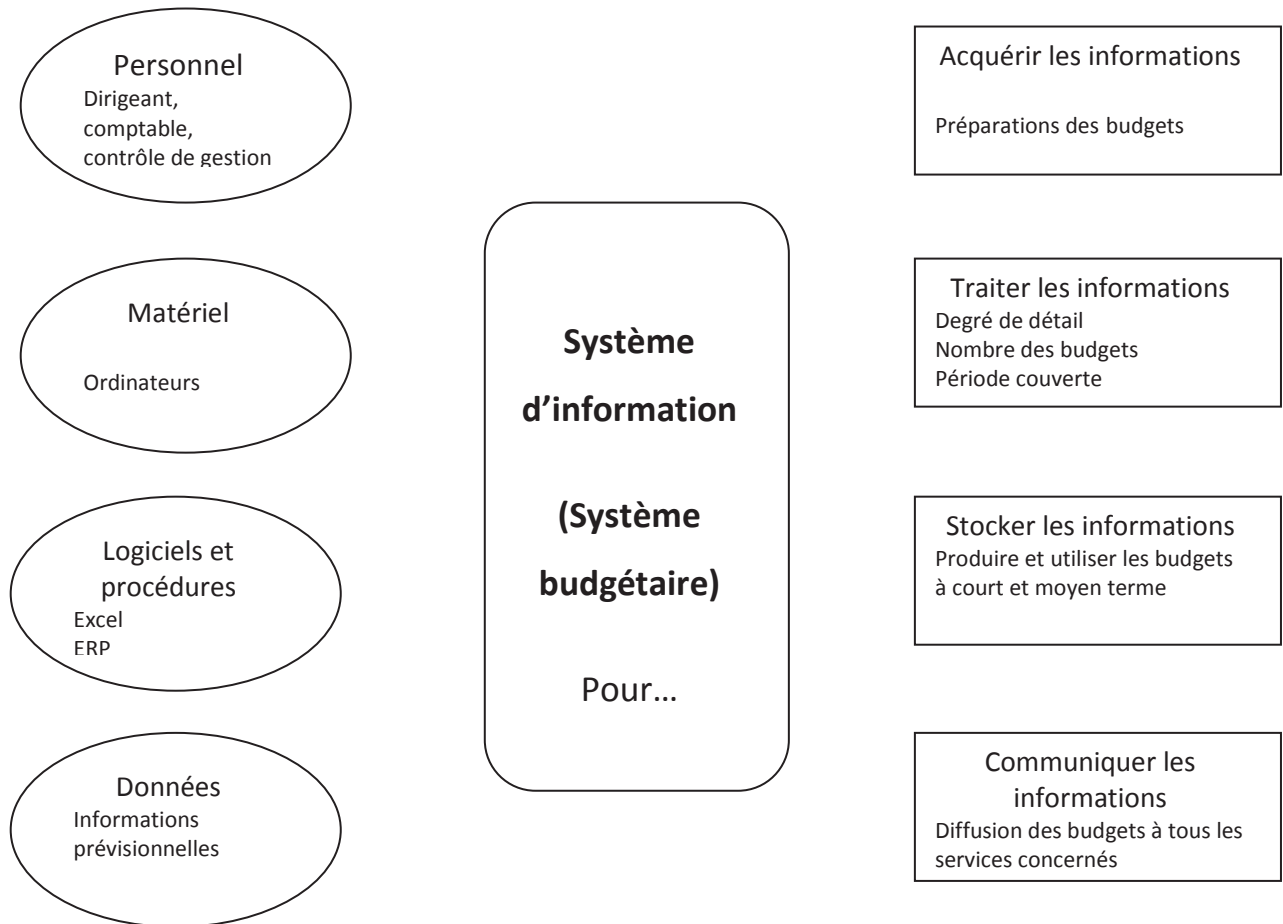 Personnel
Dirigeant,
comptable,
contrôle de gestion
Matériel
Ordinateurs
Logiciels et
procédures
Excel
ERP
Données
Informations
prévisionnelles
Système
d’information
(Système
budgétaire)
Pour…
Acquérir les informations
Préparations des budgets
Traiter les informations
Degré de détail
Nombre des budgets
Période couverte
Stocker les informations
Produire et utiliser les budgets
à court et moyen terme
Communiquer les
informations
Diffusion des budgets à tous les
services concernés